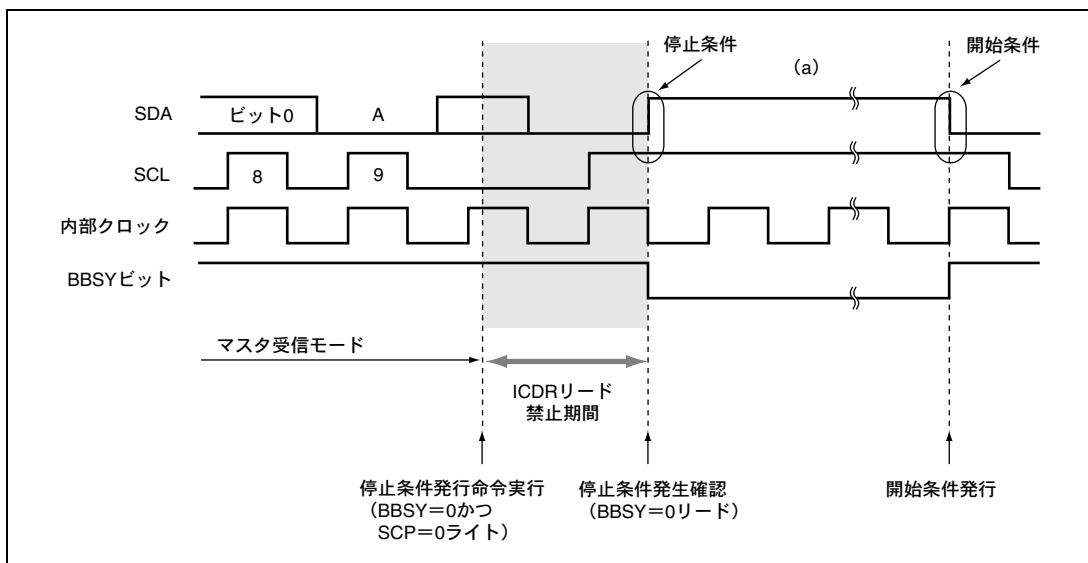 停止条件
開始条件
(a)
SDA
ビット0
A
SCL
8
9
内部クロック
BBSYビット
マスタ受信モード
ICDRリード
禁止期間
停止条件発行命令実行
（BBSY＝0かつ
SCP＝0ライト）
停止条件発生確認
（BBSY＝0リード）
開始条件発行